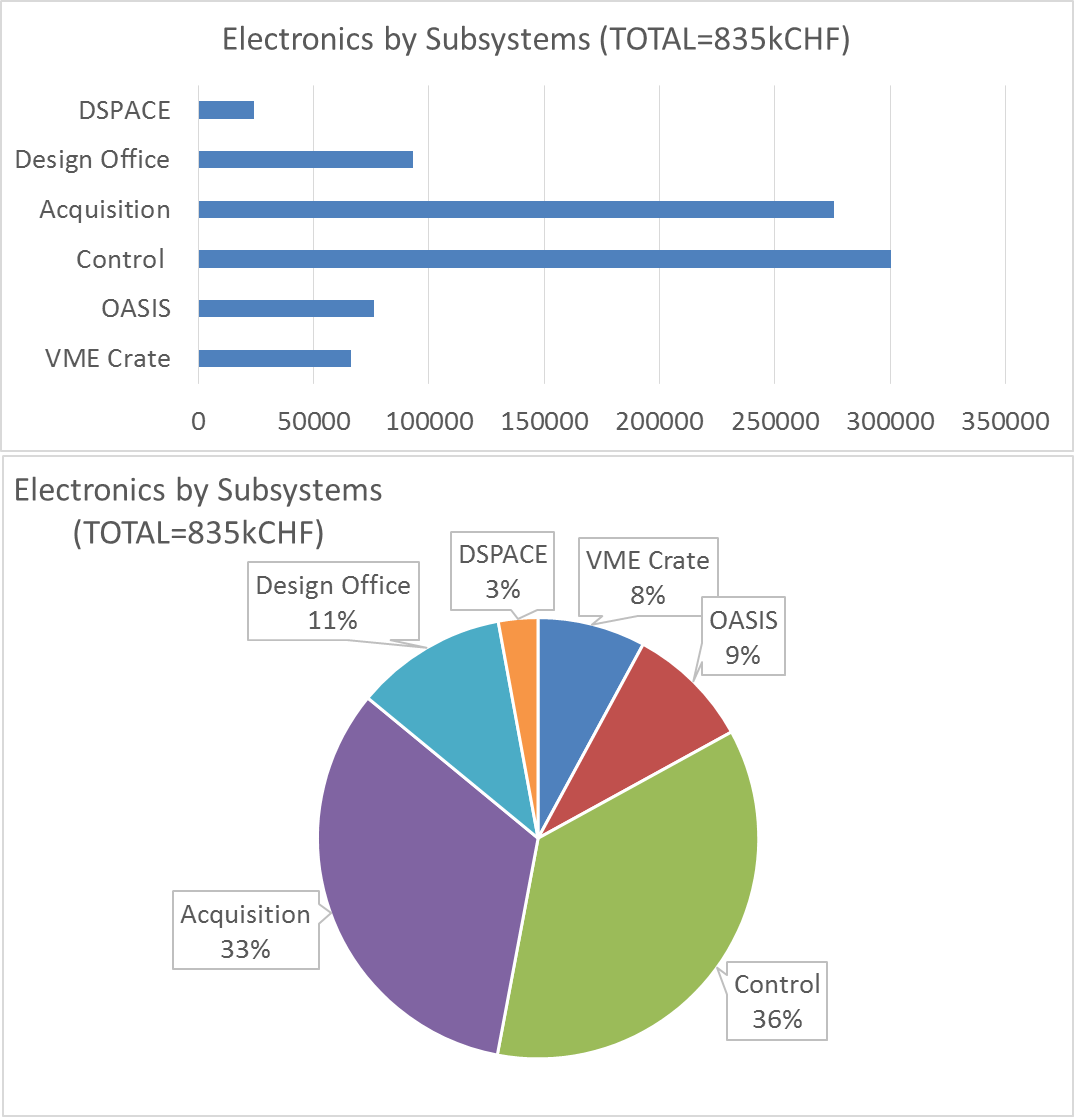 Electronics by Subsystems (TOTAL=835kCHF)
DSPACE
Design Office
Acquisition
Control
OASIS
VME Crate
0 50000 100000 150000 200000 250000 300000 350000
Electronics by Subsystems
(TOTAL=835kCHF)
DSPACE
3%
VME Crate
8%
Design Office
11%
OASIS
9%
Acquisition
33%
Control
36%